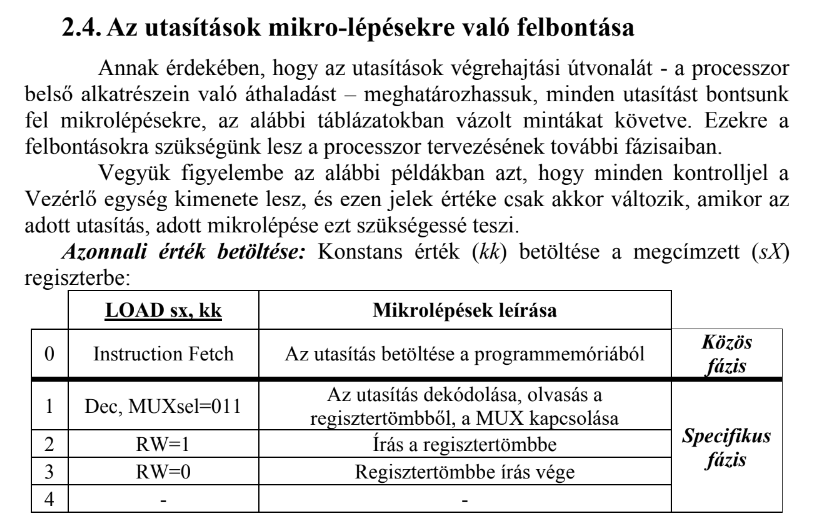 2.4. Az utasítások mikro-lépésekre való felbontása
Annak érdekében, hogy az utasítások végrehajtási útvonalát - a processzor
belső alkatrészein való áthaladást – meghatározhassuk, minden utasítást bontsunk
fel mikrolépésekre, az alábbi táblázatokban vázolt mintákat követve. Ezekre a
felbontásokra szükségünk lesz a processzor tervezésének további fázisaiban.
Vegyük figyelembe az alábbi példákban azt, hogy minden kontrolljel a
Vezérlő egység kimenete lesz, és ezen jelek értéke csak akkor változik, amikor az
adott utasítás, adott mikrolépése ezt szükségessé teszi.
Azonnali érték betöltése: Konstans érték (kk) betöltése a megcímzett (sX)
regiszterbe:
LOAD sx, kk Mikrolépések leírása
0 Instruction Fetch Az utasítás betöltése a programmemóriából Közös
fázis
1 Dec, MUXsel=011 Az utasítás dekódolása, olvasás a
regisztertömbből, a MUX kapcsolása
2 RW=1 Írás a regisztertömbbe Specifikus
3 RW=0 Regisztertömbbe írás vége fázis
4 - -